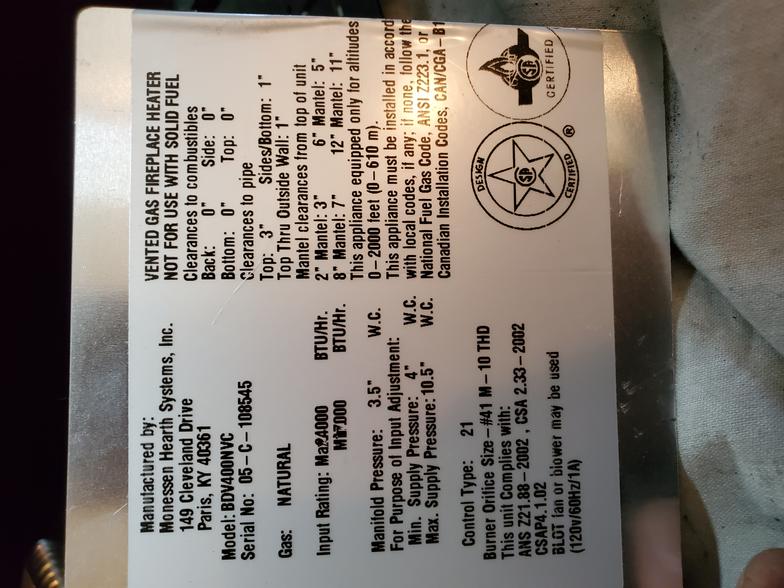 Manufactured by:
Monessen Hearth Systems, Inc.
149 Cleveland Drive
Paris, KY 40361
Model: BDV400NVC
Serial No: 05-C-108545
Gas: NATURAL
Input Rating: Max24000 BTU/Hr.
Min17000 BTU/Hr.
Manifold Pressure: 3.5" W.C.
For Purpose of Input Adjustment:
Min. Supply Pressure: 4" W.C.
Max. Supply Pressure: 10.5" W.C.
Control Type: 21
Burner Orifice Size-#41 M-10 THD
This unit Complies with:
ANS Z21.88-2002 , CSA 2.33-2002
CSAP4.1.02
BLOT fan or blower may be used
(120v/60Hz/1A)
VENTED GAS FIREPLACE HEATER
NOT FOR USE WITH SOLID FUEL
Clearances to combustibles
Back: 0" Side: 0"
Bottom: 0" Top: 0"
Clearances to pipe
Top: 3" Sides/Bottom: 1"
Top Thru Outside Wall: 1"
Mantel clearances from top of unit
2" Mantel: 3" 6" Mantel: 5"
8" Mantel: 7" 12" Mantel: 11"
This appliance equipped only for altitudes
0-2000 feet (0-610 m).
This appliance must be installed in accord
with local codes, if any; if none, follow the
National Fuel Gas Code, ANSI Z223.1, or
Canadian Installation Codes, CAN/CGA-B1
DESIGN
SA
CERTIFIED
®
SA
CERTIFIED